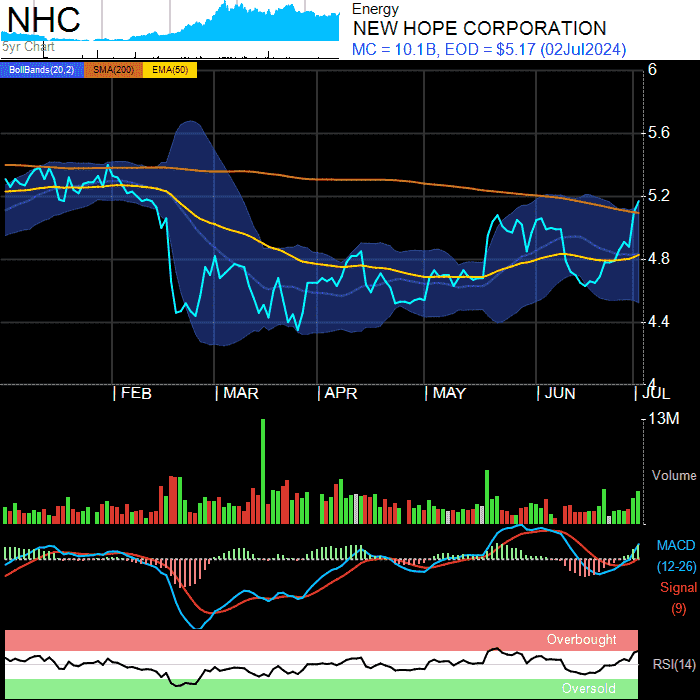 NHC
5yr Chart
Energy
NEW HOPE CORPORATION
MC = 10.1B, EOD = $5.17 (02Jul2024)
BollBands(20,2) SMA(200) EMA(50)
6
5.6
5.2
4.8
4.4
4
FEB MAR APR MAY JUN JUL
13M
Volume
MACD
(12-26)
Signal
(9)
Overbought
RSI(14)
Oversold